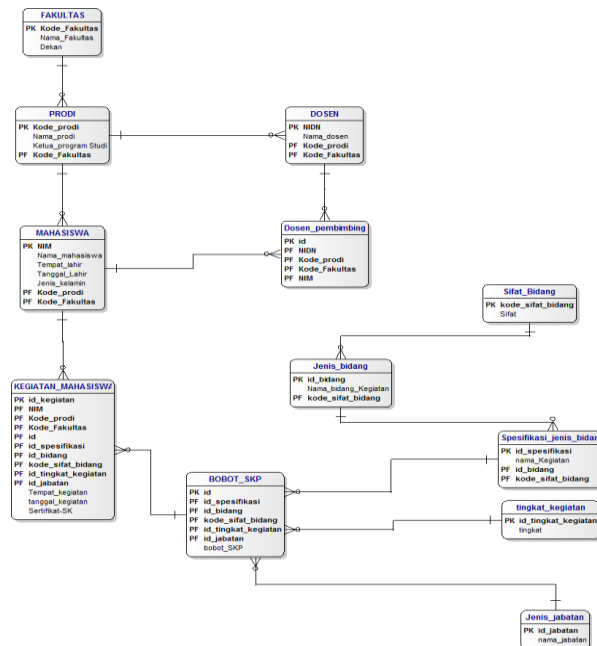 FAKULTAS
PK Kode_Fakultas
Nama_Fakultas
Dekan
PRODI
PK Kode_prodi
Nama_prodi
Ketua_program Studi
PF Kode_Fakultas
DOSEN
PK NIDN
Nama_dosen
PF Kode_prodi
PF Kode_Fakultas
MAHASISWA
PK NIM
Nama_mahasiswa
Tempat_lahir
Tanggal_Lahir
Jenis_kelamin
PF Kode_prodi
PF Kode_Fakultas
Dosen_pembimbing
PK id
PF NIDN
PF Kode_prodi
PF Kode_Fakultas
PF NIM
Sifat_Bidang
PK kode_sifat_bidang
Sifat
Jenis_bidang
PK id_bidang
Nama_bidang_Kegiatan
PF kode_sifat_bidang
KEGIATAN_MAHASISWA
PK id_kegiatan
PF NIM
PF Kode_prodi
PF Kode_Fakultas
PF id
PF id_spesifikasi
PF id_bidang
PF kode_sifat_bidang
PF id_tingkat_kegiatan
PF id_jabatan
Tempat_kegiatan
tanggal_kegiatan
Sertifikat-SK
Spesifikasi_jenis_bidan
PK id_spesifikasi
nama_Kegiatan
PF id_bidang
PF kode_sifat_bidang
BOBOT_SKP
PK id
PF id_spesifikasi
PF id_bidang
PF kode_sifat_bidang
PF id_tingkat_kegiatan
PF id_jabatan
bobot_SKP
tingkat_kegiatan
PK id_tingkat_kegiatan
tingkat
Jenis_jabatan
PK id_jabatan
nama_jabatan